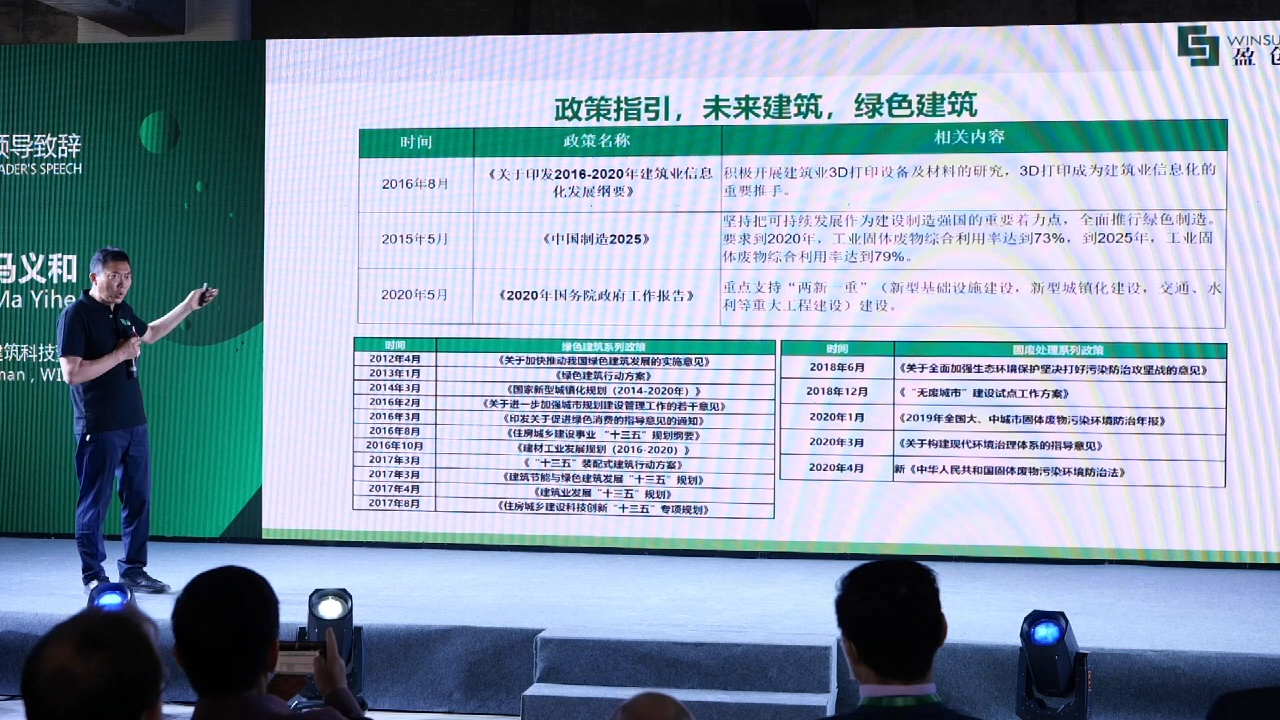 WINSU
盈创
领导致辞
ADER'S SPEECH
马义和
Ma Yihe
建筑科技
man , WI
政策指引，未来建筑，绿色建筑
时间 政策名称 相关内容
2016年8月 《关于印发2016-2020年建筑业信息化发展纲要》 积极开展建筑业3D打印设备及材料的研究，3D打印成为建筑业信息化的
重要推手。
2015年5月 《中国制造2025》 坚持把可持续发展作为建设制造强国的重要着力点，全面推行绿色制造。
要求到2020年，工业固体废物综合利用率达到73%，到2025年，工业固
体废物综合利用率达到79%。
2020年5月 《2020年国务院政府工作报告》 重点支持“两新一重”（新型基础设施建设，新型城镇化建设，交通、水
利等重大工程建设）建设。
时间 绿色建筑系列政策
2012年4月 《关于加快推动我国绿色建筑发展的实施意见》
2013年1月 《绿色建筑行动方案》
2014年3月 《国家新型城镇化规划（2014-2020年）》
2016年2月 《关于进一步加强城市规划建设管理工作的若干意见》
2016年3月 《印发关于促进绿色消费的指导意见的通知》
2016年8月 《住房城乡建设事业“十三五”规划纲要》
2016年10月 《建材工业发展规划（2016-2020）》
2017年3月 《“十三五”装配式建筑行动方案》
2017年3月 《建筑节能与绿色建筑发展“十三五”规划》
2017年4月 《建筑业发展“十三五”规划》
2017年8月 《住房城乡建设科技创新“十三五”专项规划》
时间 固废处理系列政策
2018年6月 《关于全面加强生态环境保护坚决打好污染防治攻坚战的意见》
2018年12月 《“无废城市”建设试点工作方案》
2020年1月 《2019年全国大、中城市固体废物污染环境防治年报》
2020年3月 《关于构建现代环境治理体系的指导意见》
2020年4月 新《中华人民共和国固体废物污染环境防治法》